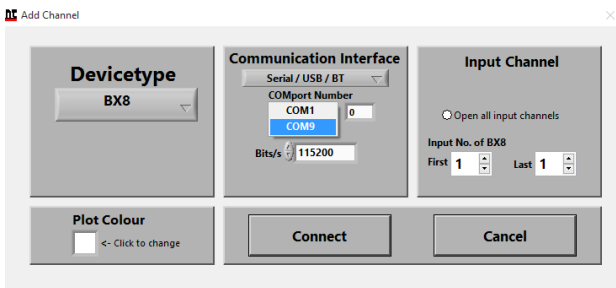 Add Channel
Devicetype
BX8
Communication Interface
Serial / USB / BT
COMport Number
COM1
0
COM9
Bits/s 115200
Input Channel
Open all input channels
Input No. of BX8
First 1 Last 1
Plot Colour
<- Click to change
Connect
Cancel